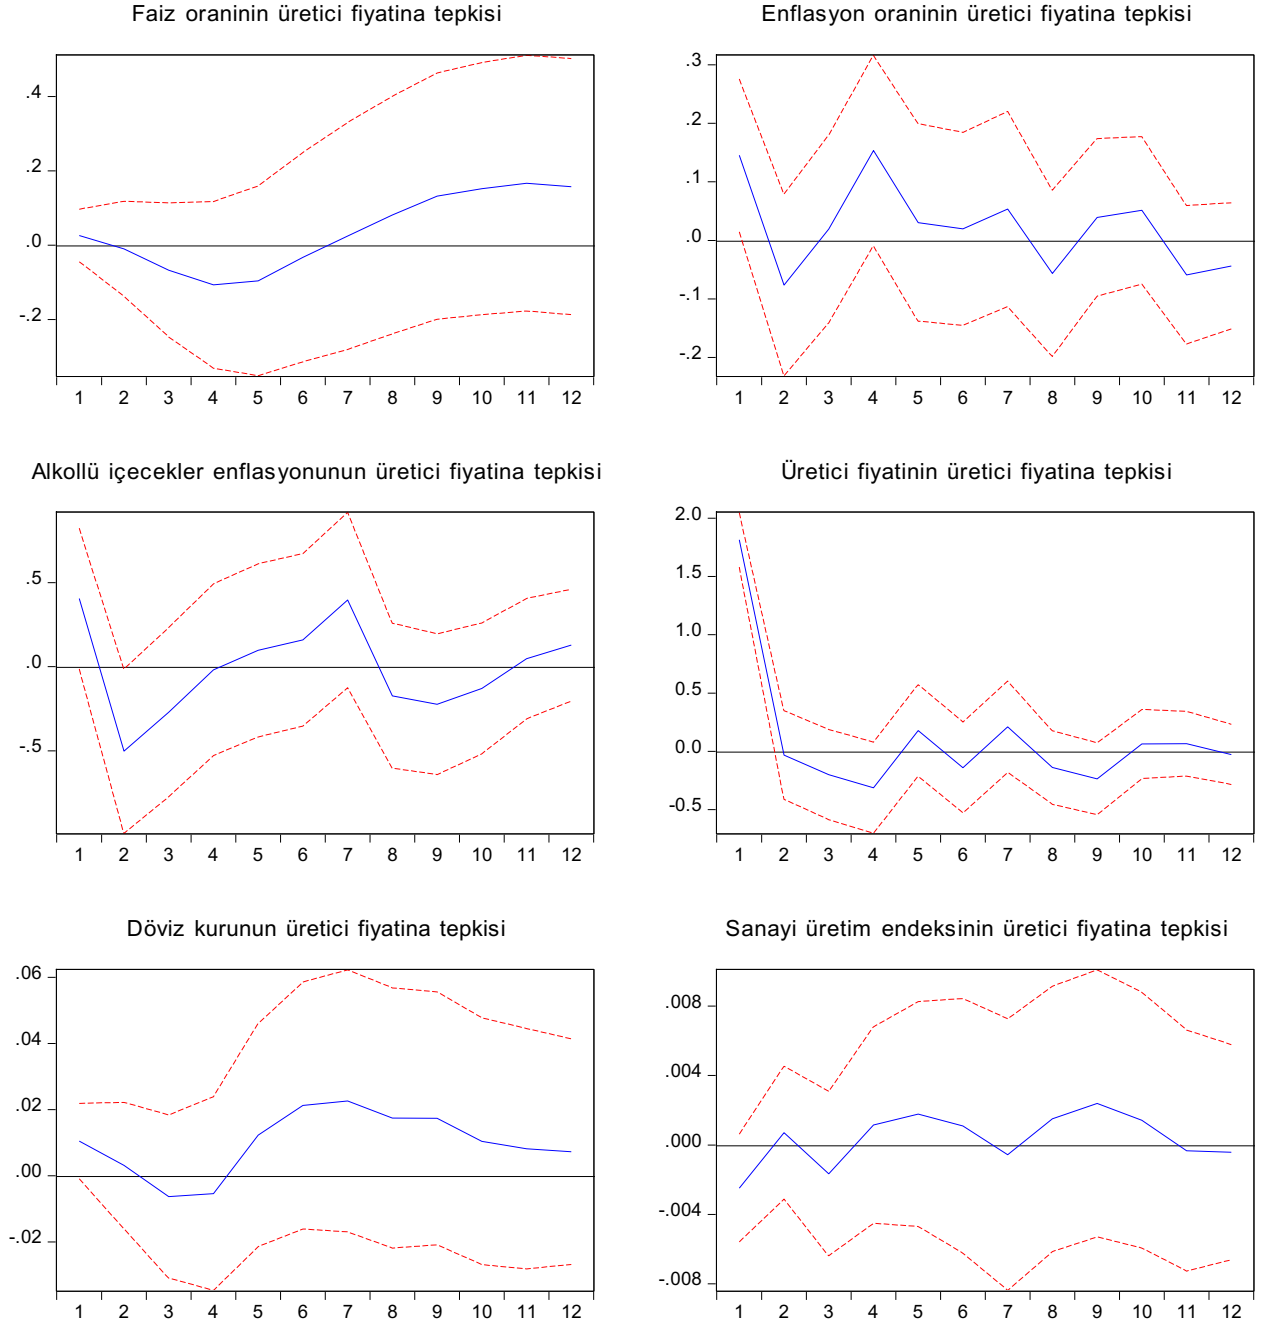 Faiz oraninin üretici fiyatina tepkisi
.4
.2
.0
-.2
1 2 3 4 5 6 7 8 9 10 11 12
Enflasyon oraninin üretici fiyatina tepkisi
.3
.2
.1
.0
-.1
-.2
1 2 3 4 5 6 7 8 9 10 11 12
Alkollü içecekler enflasyonunun üretici fiyatina tepkisi
.5
.0
-.5
1 2 3 4 5 6 7 8 9 10 11 12
Üretici fiyatinin üretici fiyatina tepkisi
2.0
1.5
1.0
0.5
0.0
-0.5
1 2 3 4 5 6 7 8 9 10 11 12
Döviz kurunun üretici fiyatina tepkisi
.06
.04
.02
.00
-.02
1 2 3 4 5 6 7 8 9 10 11 12
Sanayi üretim endeksinin üretici fiyatina tepkisi
.008
.004
.000
-.004
-.008
1 2 3 4 5 6 7 8 9 10 11 12